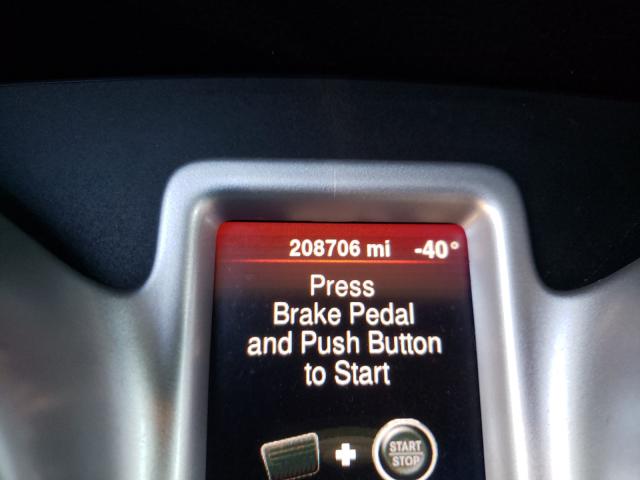 208706 mi -40°
Press
Brake Pedal
and Push Button
to Start
START
STOP